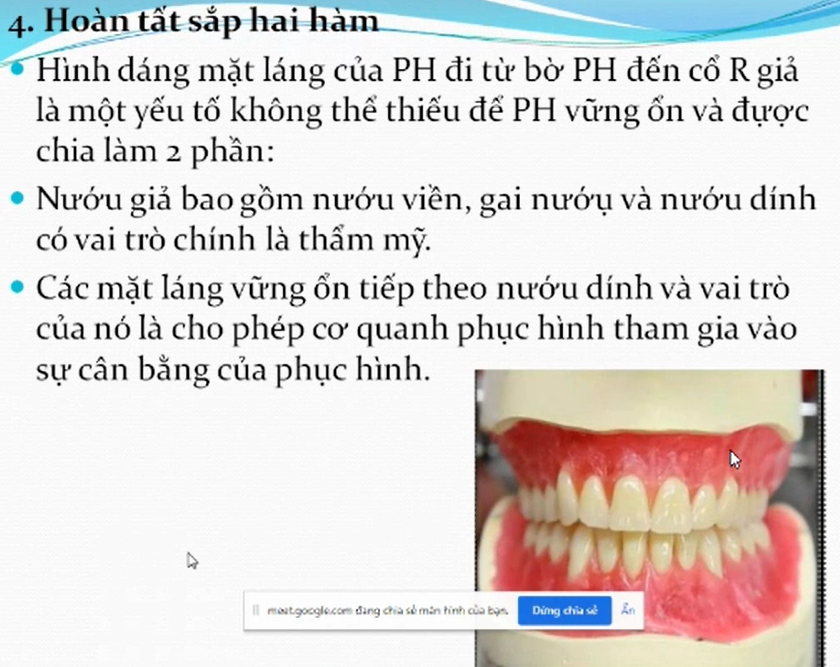 4. Hoàn tất sắp hai hàm
Hình dáng mặt láng của PH đi từ bờ PH đến cổ R giả
là một yếu tố không thể thiếu để PH vững ổn và được
chia làm 2 phần:
Nướu giả bao gồm nướu viền, gai nướu và nướu dính
có vai trò chính là thẩm mỹ.
Các mặt láng vững ổn tiếp theo nướu dính và vai trò
của nó là cho phép cơ quanh phục hình tham gia vào
sự cân bằng của phục hình.
meet.google.com đang chia sẻ màn hình của bạn. Dừng chia sẻ Ẩn